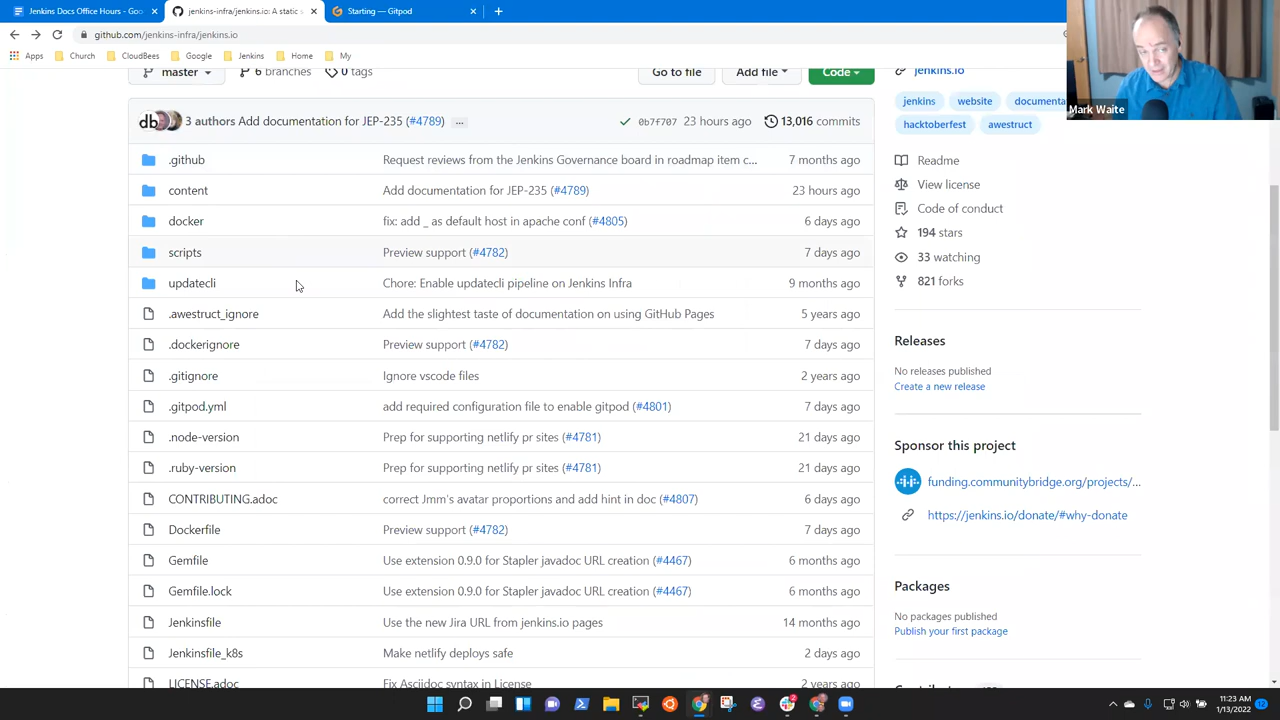 Jenkins Docs Office Hours - Goo
jenkins-infra/jenkins.io: A static s
Starting — Gitpod
github.com/jenkins-infra/jenkins.io
Apps
Church
CloudBees
Google
Jenkins
Home
My
Mark Waite
master
6 branches
0 tags
Go to file
Add file
Code
jenkins.io
jenkins
website
documenta
hacktoberfest
awestruct
db
3 authors Add documentation for JEP-235 (#4789)
...
0b7f707 23 hours ago
13,016 commits
.github
Request reviews from the Jenkins Governance board in roadmap item c...
7 months ago
content
Add documentation for JEP-235 (#4789)
23 hours ago
docker
fix: add _ as default host in apache conf (#4805)
6 days ago
scripts
Preview support (#4782)
7 days ago
updatecli
Chore: Enable updatecli pipeline on Jenkins Infra
9 months ago
.awestruct_ignore
Add the slightest taste of documentation on using GitHub Pages
5 years ago
.dockerignore
Preview support (#4782)
7 days ago
.gitignore
Ignore vscode files
2 years ago
.gitpod.yml
add required configuration file to enable gitpod (#4801)
7 days ago
.node-version
Prep for supporting netlify pr sites (#4781)
21 days ago
.ruby-version
Prep for supporting netlify pr sites (#4781)
21 days ago
CONTRIBUTING.adoc
correct Jmm's avatar proportions and add hint in doc (#4807)
6 days ago
Dockerfile
Preview support (#4782)
7 days ago
Gemfile
Use extension 0.9.0 for Stapler javadoc URL creation (#4467)
6 months ago
Gemfile.lock
Use extension 0.9.0 for Stapler javadoc URL creation (#4467)
6 months ago
Jenkinsfile
Use the new Jira URL from jenkins.io pages
14 months ago
Jenkinsfile_k8s
Make netlify deploys safe
2 days ago
LICENSE.adoc
Fix Asciidoc syntax in License
2 years ago
Readme
View license
Code of conduct
194 stars
33 watching
821 forks
Releases
No releases published
Create a new release
Sponsor this project
funding.communitybridge.org/projects/...
https://jenkins.io/donate/#why-donate
Packages
No packages published
Publish your first package
11:23 AM
1/13/2022